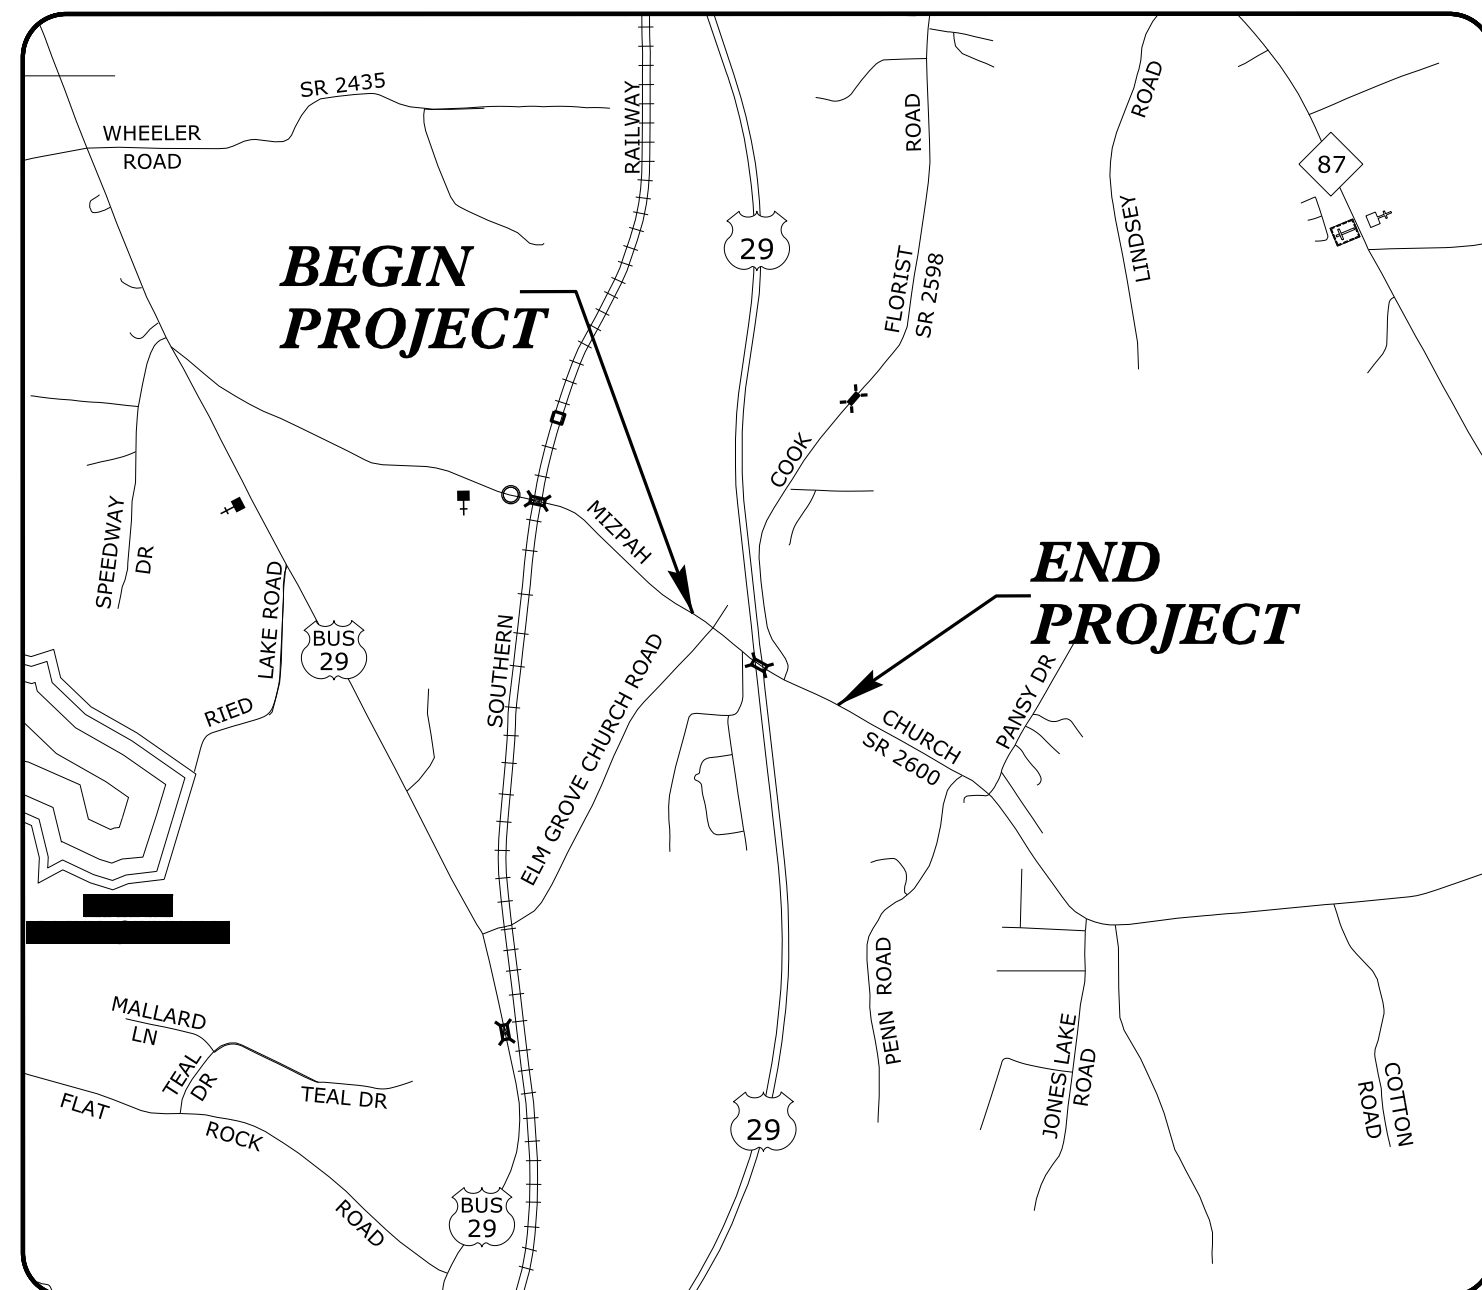 SR 2435
WHEELER
ROAD
RAILWAY
ROAD
ROAD
87
LINDSEY
29
BEGIN
PROJECT
FLORIST
SR 2598
COOK
MIZPAH
SPEEDWAY
DR
LAKE ROAD
RIED
BUS
29
SOUTHERN
ELM GROVE CHURCH ROAD
END
PROJECT
PANSY DR
CHURCH
SR 2600
PENN ROAD
MALLARD
LN
TEAL
DR
TEAL DR
FLAT
ROCK
ROAD
BUS
29
29
JONES LAKE
ROAD
COTTON
ROAD